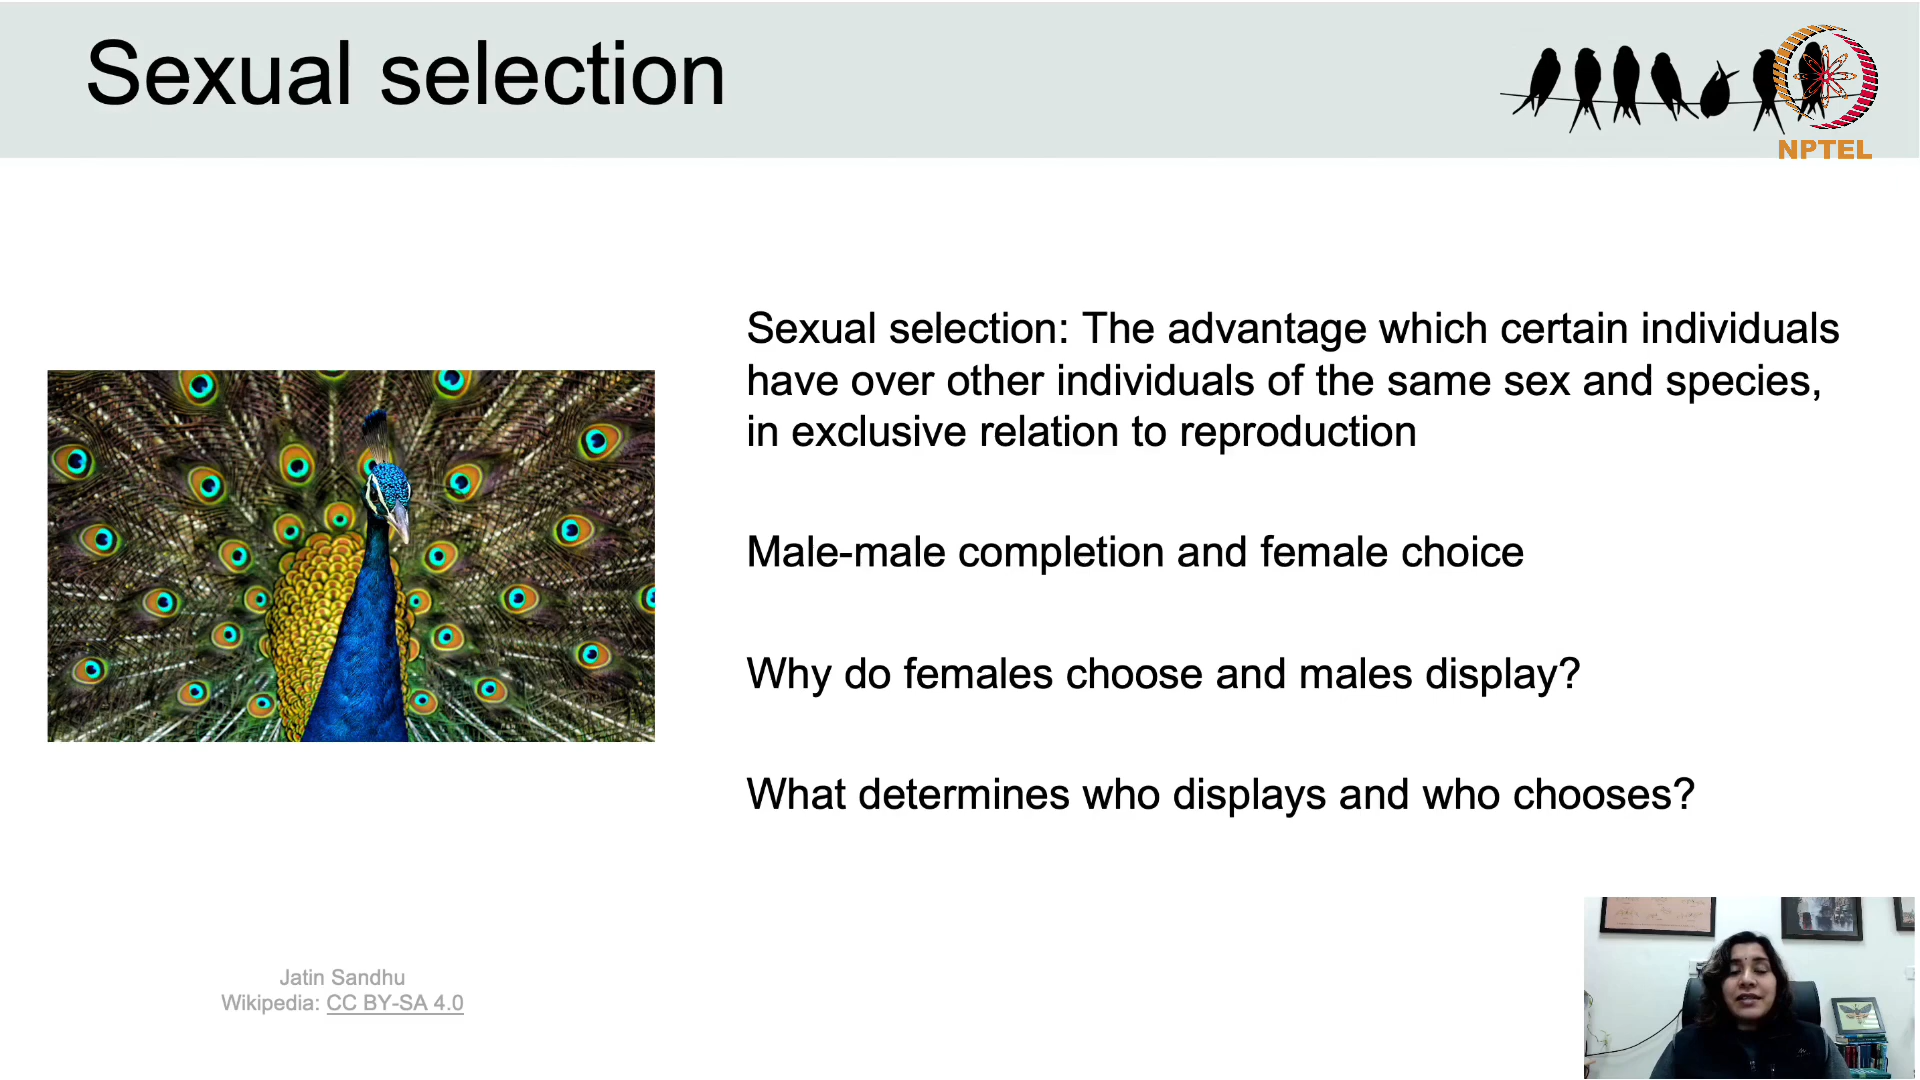 Sexual selection
NPTEL
Sexual selection: The advantage which certain individuals
have over other individuals of the same sex and species,
in exclusive relation to reproduction
Male-male completion and female choice
Why do females choose and males display?
What determines who displays and who chooses?
Jatin Sandhu
Wikipedia: CC BY-SA 4.0